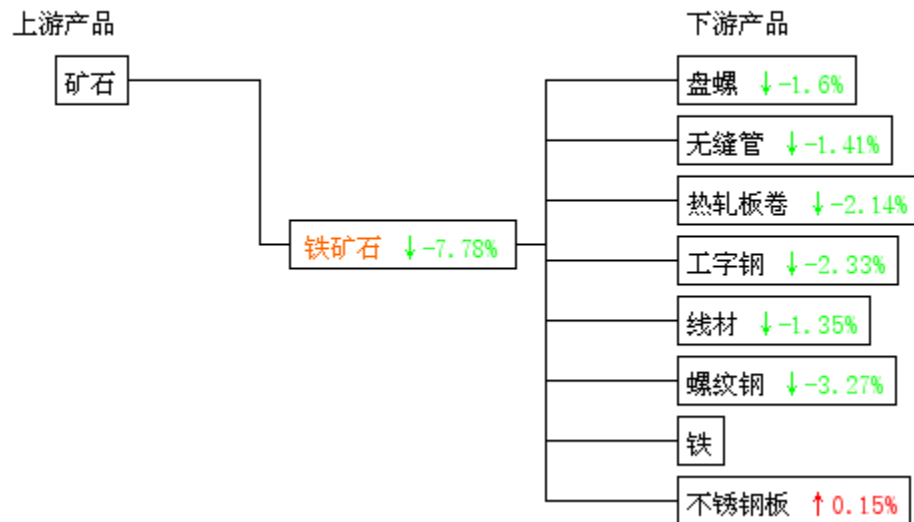 上游产品
下游产品
矿石
盘螺 ↓-1.6%
无缝管 ↓-1.41%
热轧板卷 ↓-2.14%
铁矿石 ↓-7.78%
工字钢 ↓-2.33%
线材 ↓-1.35%
螺纹钢 ↓-3.27%
铁
不锈钢板 ↑0.15%